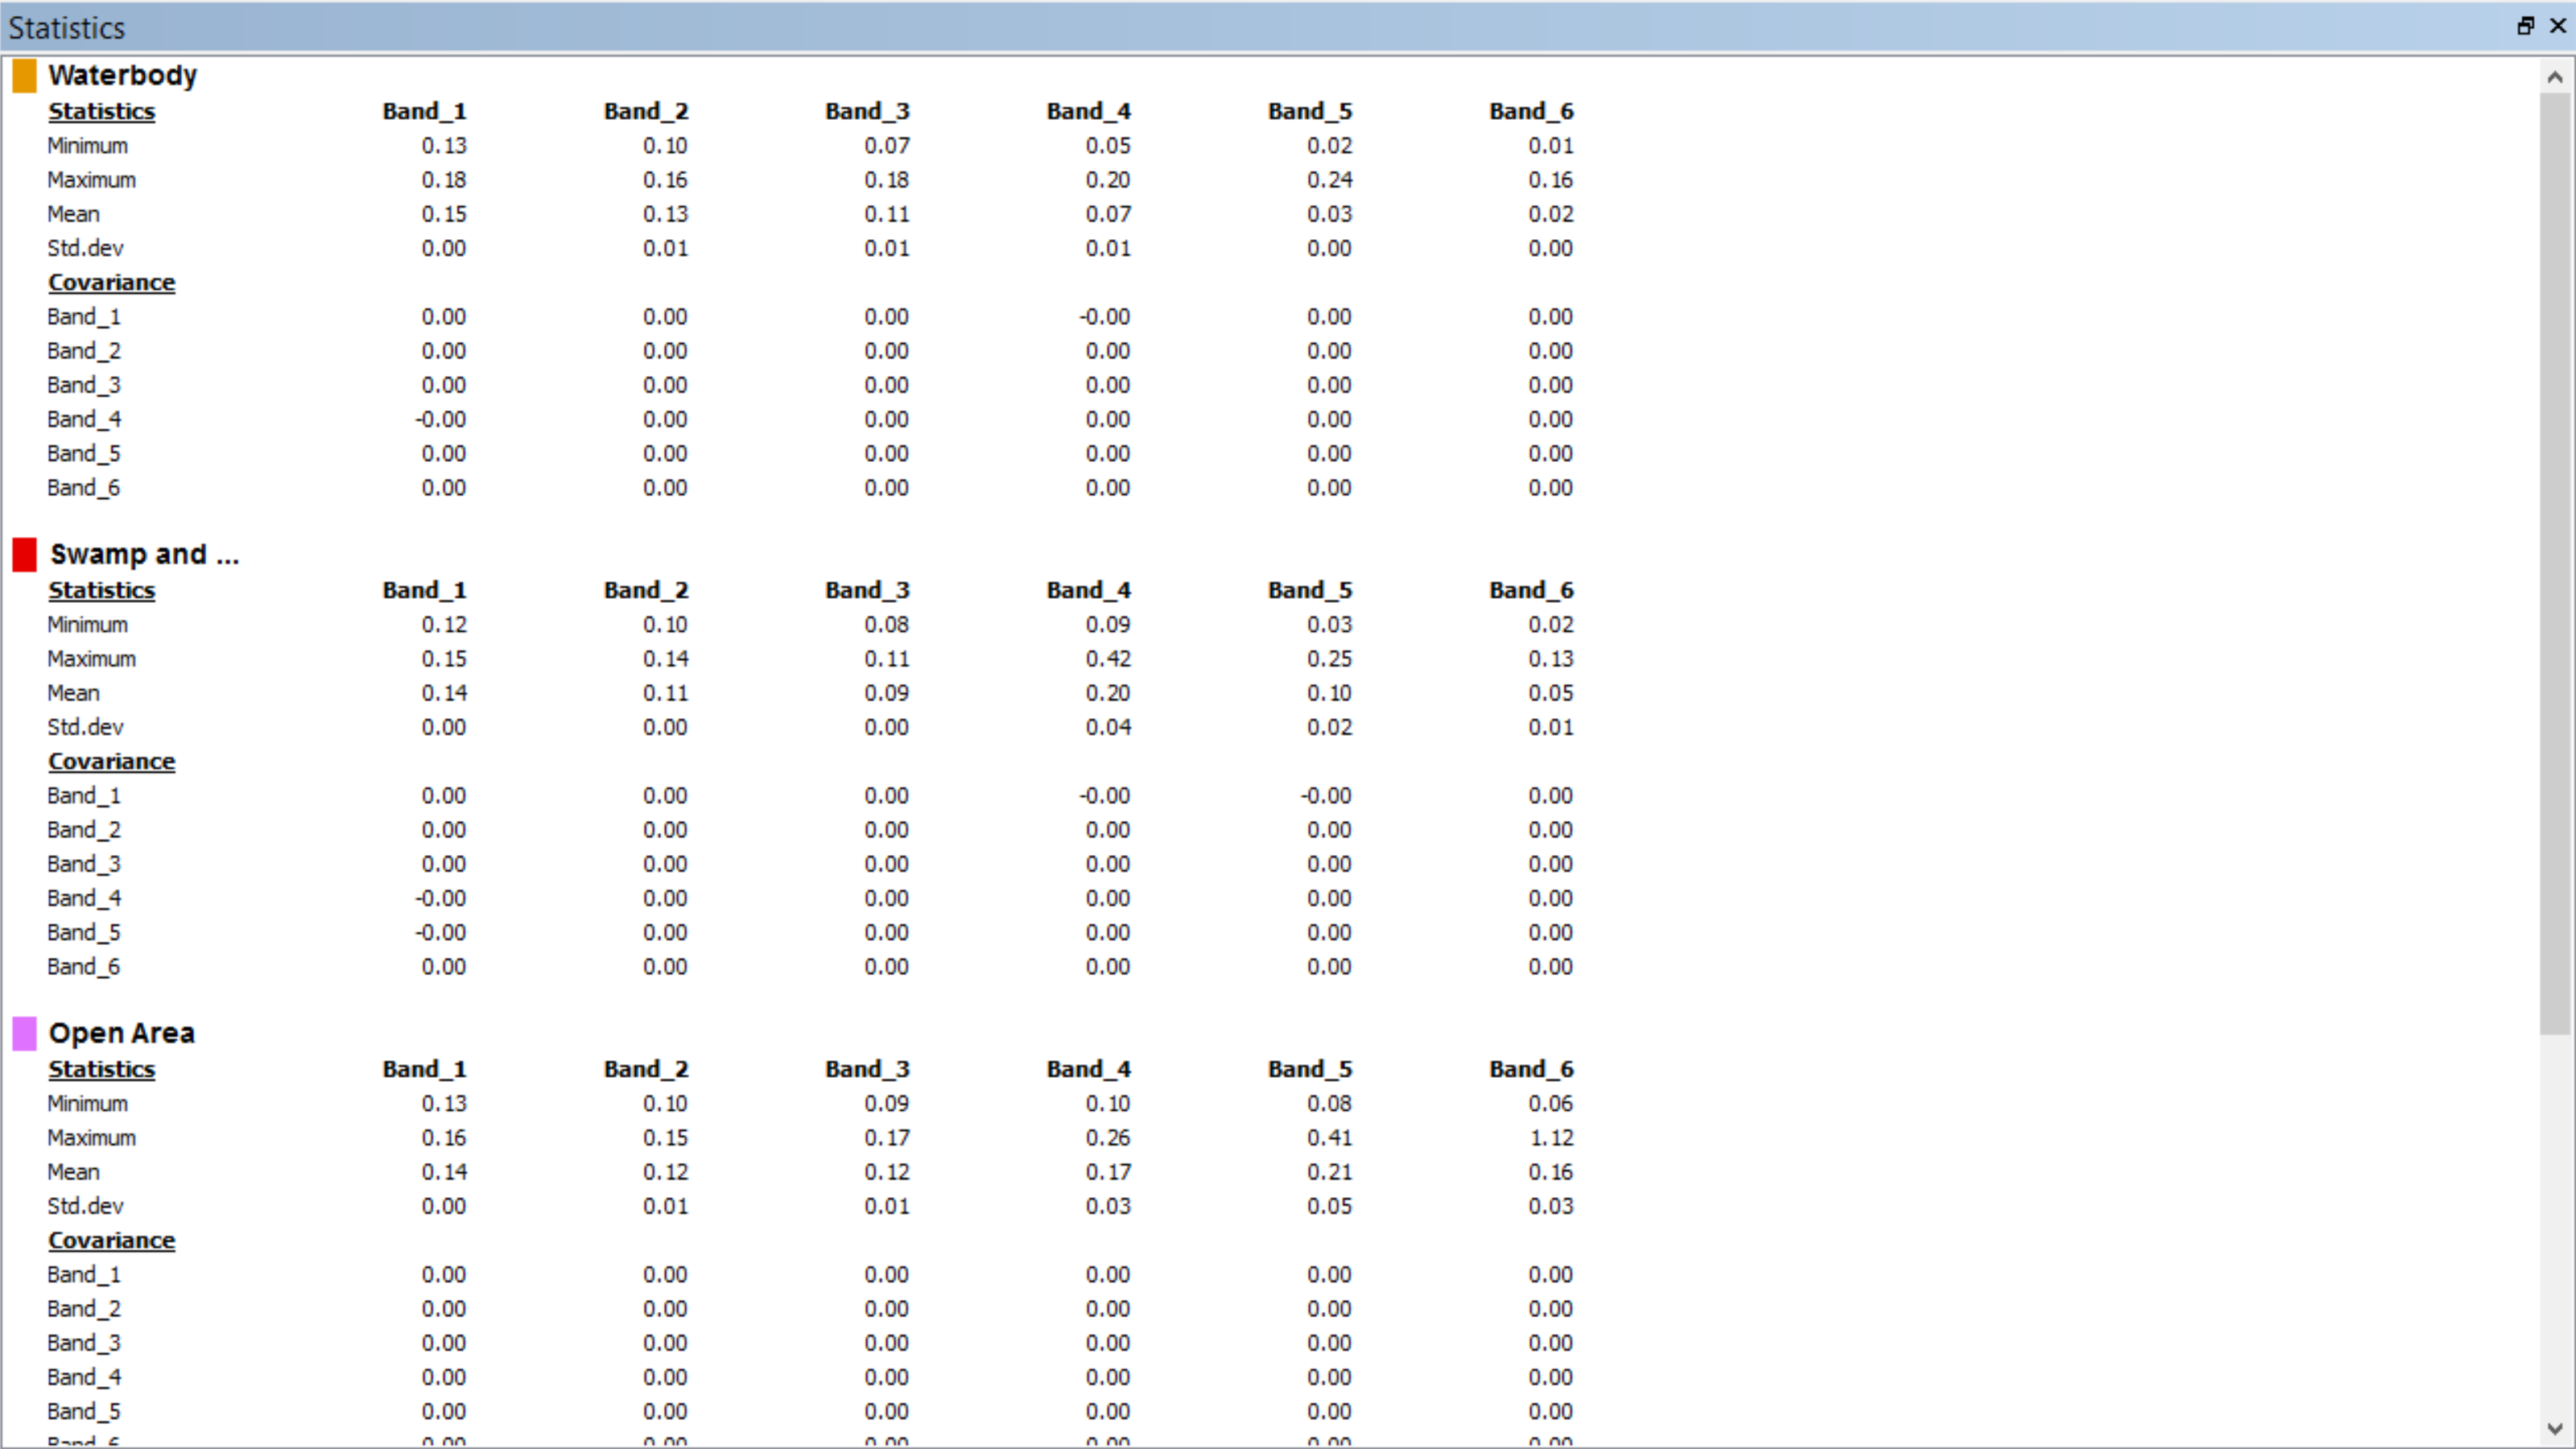 Statistics
Waterbody
Statistics Band_1 Band_2 Band_3 Band_4 Band_5 Band_6
Minimum 0.13 0.10 0.07 0.05 0.02 0.01
Maximum 0.18 0.16 0.18 0.20 0.24 0.16
Mean 0.15 0.13 0.11 0.07 0.03 0.02
Std.dev 0.00 0.01 0.01 0.01 0.00 0.00
Covariance
Band_1 0.00 0.00 0.00 -0.00 0.00 0.00
Band_2 0.00 0.00 0.00 0.00 0.00 0.00
Band_3 0.00 0.00 0.00 0.00 0.00 0.00
Band_4 -0.00 0.00 0.00 0.00 0.00 0.00
Band_5 0.00 0.00 0.00 0.00 0.00 0.00
Band_6 0.00 0.00 0.00 0.00 0.00 0.00
Swamp and ...
Statistics Band_1 Band_2 Band_3 Band_4 Band_5 Band_6
Minimum 0.12 0.10 0.08 0.09 0.03 0.02
Maximum 0.15 0.14 0.11 0.42 0.25 0.13
Mean 0.14 0.11 0.09 0.20 0.10 0.05
Std.dev 0.00 0.00 0.00 0.04 0.02 0.01
Covariance
Band_1 0.00 0.00 0.00 -0.00 -0.00 0.00
Band_2 0.00 0.00 0.00 0.00 0.00 0.00
Band_3 0.00 0.00 0.00 0.00 0.00 0.00
Band_4 -0.00 0.00 0.00 0.00 0.00 0.00
Band_5 -0.00 0.00 0.00 0.00 0.00 0.00
Band_6 0.00 0.00 0.00 0.00 0.00 0.00
Open Area
Statistics Band_1 Band_2 Band_3 Band_4 Band_5 Band_6
Minimum 0.13 0.10 0.09 0.10 0.08 0.06
Maximum 0.16 0.15 0.17 0.26 0.41 1.12
Mean 0.14 0.12 0.12 0.17 0.21 0.16
Std.dev 0.00 0.01 0.01 0.03 0.05 0.03
Covariance
Band_1 0.00 0.00 0.00 0.00 0.00 0.00
Band_2 0.00 0.00 0.00 0.00 0.00 0.00
Band_3 0.00 0.00 0.00 0.00 0.00 0.00
Band_4 0.00 0.00 0.00 0.00 0.00 0.00
Band_5 0.00 0.00 0.00 0.00 0.00 0.00